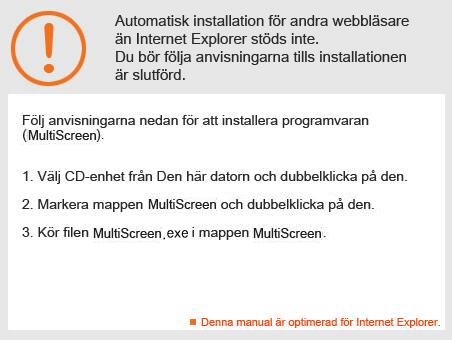 Automatisk installation för andra webbläsare
än Internet Explorer stöds inte.
Du bör följa anvisningarna tills installationen
är slutförd.
Följ anvisningarna nedan för att installera programvaran
(MultiScreen).
1. Välj CD-enhet från Den här datorn och dubbelklicka på den.
2. Markera mappen MultiScreen och dubbelklicka på den.
3. Kör filen MultiScreen.exe i mappen MultiScreen.
Denna manual är optimerad för Internet Explorer.